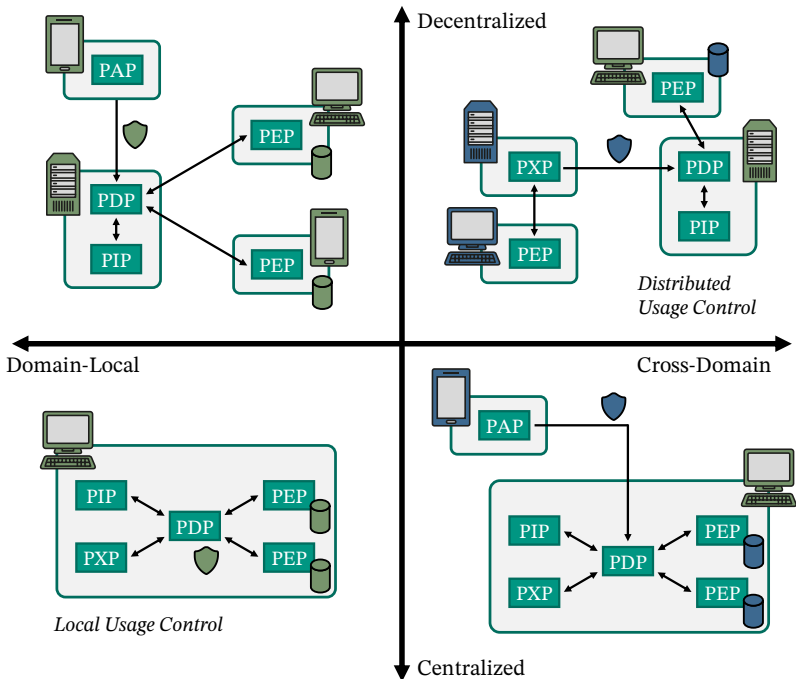 Decentralized
PAP
PEP
PDP
PIP
PEP
PEP
PXP
PDP
PEP
PIP
Distributed
Usage Control
Domain-Local
Cross-Domain
PAP
PIP
PEP
PDP
PXP
PEP
Local Usage Control
PIP
PEP
PDP
PXP
PEP
Centralized